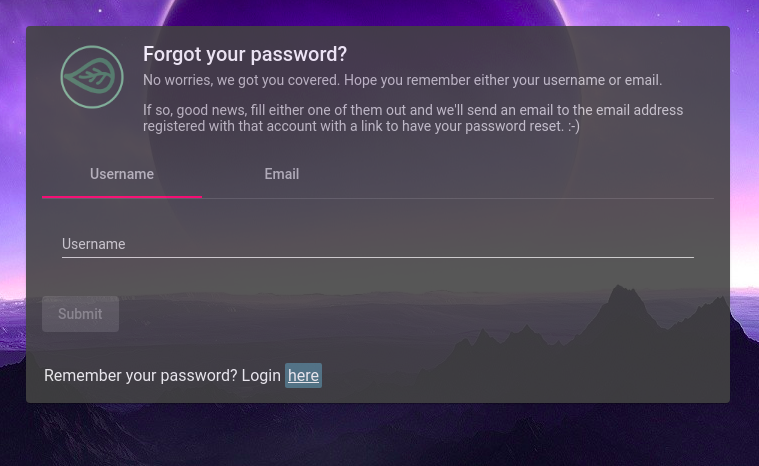 Forgot your password?
No worries, we got you covered. Hope you remember either your username or email.
If so, good news, fill either one of them out and we'll send an email to the email address
registered with that account with a link to have your password reset. :-)
Username
Email
Username
Submit
Remember your password? Login here